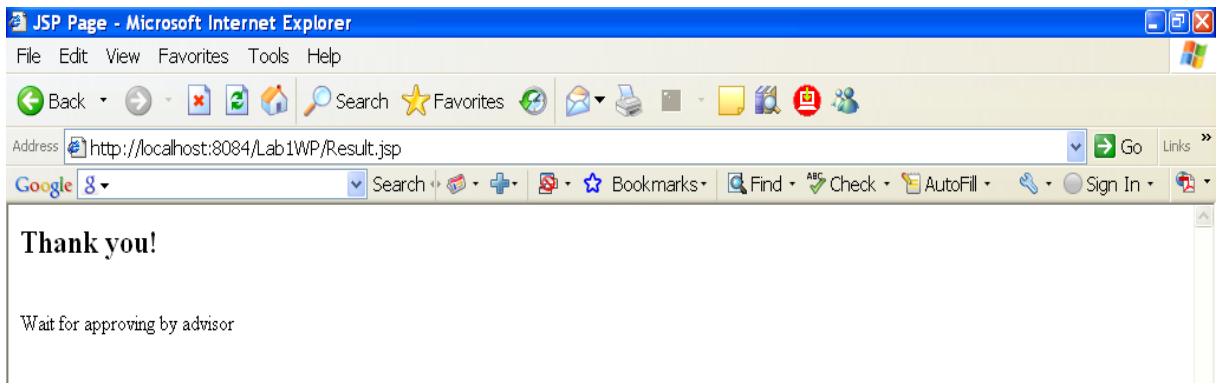 JSP Page - Microsoft Internet Explorer
File Edit View Favorites Tools Help
Back Search Favorites
Address http://localhost:8084/Lab1WP/Result.jsp Go Links »
Google Search Bookmarks Find Check AutoFill Sign In
Thank you!
Wait for approving by advisor